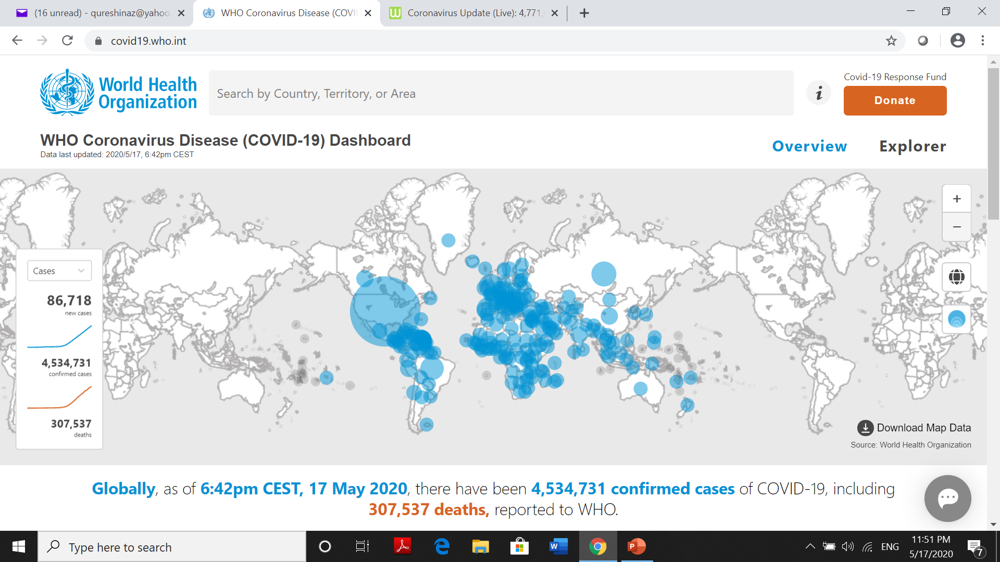 (16 unread) - qureshinaz@yahoo
WHO Coronavirus Disease (COVI
Coronavirus Update (Live): 4,771,
covid19.who.int
World Health
Organization
Search by Country, Territory, or Area
i
Covid-19 Response Fund
Donate
WHO Coronavirus Disease (COVID-19) Dashboard
Data last updated: 2020/5/17, 6:42pm CEST
Overview
Explorer
+
−
Cases
86,718
new cases
4,534,731
confirmed cases
307,537
deaths
Download Map Data
Source: World Health Organization
Globally, as of 6:42pm CEST, 17 May 2020, there have been 4,534,731 confirmed cases of COVID-19, including
307,537 deaths, reported to WHO.
Type here to search
ENG
11:51 PM
5/17/2020
7